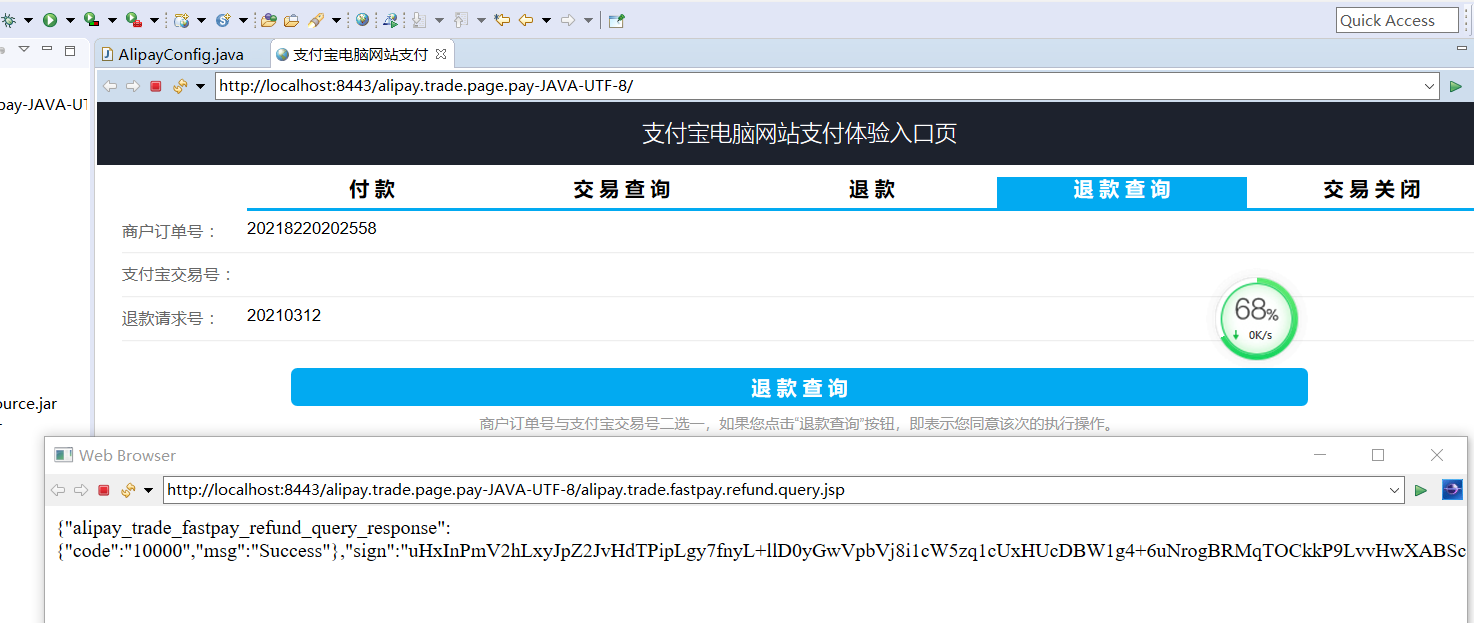 Quick Access
AlipayConfig.java
支付宝电脑网站支付
pay-JAVA-UT
http://localhost:8443/alipay.trade.page.pay-JAVA-UTF-8/
支付宝电脑网站支付体验入口页
付 款 交 易 查 询 退 款 退 款 查 询 交 易 关 闭
商户订单号： 20218220202558
支付宝交易号：
退款请求号： 20210312
68%
0K/s
退 款 查 询
ource.jar
商户订单号与支付宝交易号二选一，如果您点击“退款查询”按钮，即表示您同意该次的执行操作。
Web Browser
http://localhost:8443/alipay.trade.page.pay-JAVA-UTF-8/alipay.trade.fastpay.refund.query.jsp
{"alipay_trade_fastpay_refund_query_response":
{"code":"10000","msg":"Success"},"sign":"uHxInPmV2hLxyJpZ2JvHdTPipLgy7fnyL+llD0yGwVpbVj8i1cW5zq1cUxHUcDBW1g4+6uNrogBRMqTOCkkP9LvvHwXABSc